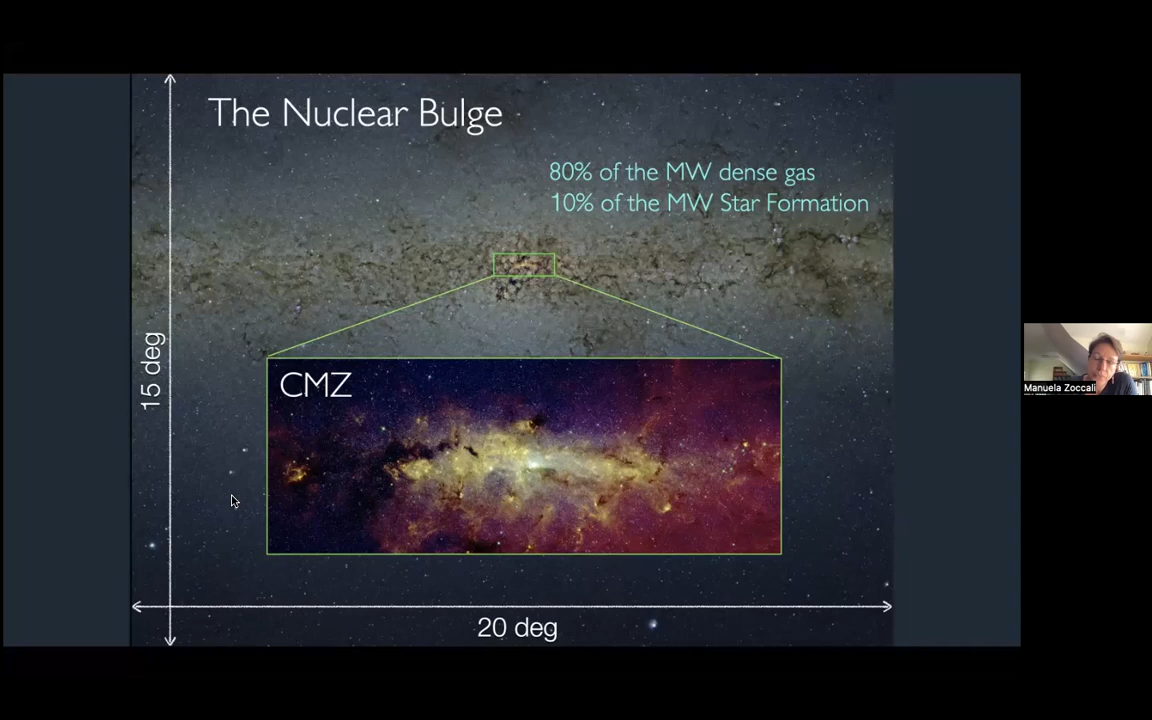 The Nuclear Bulge
80% of the MW dense gas
10% of the MW Star Formation
15 deg
CMZ
Manuela Zoccali
20 deg